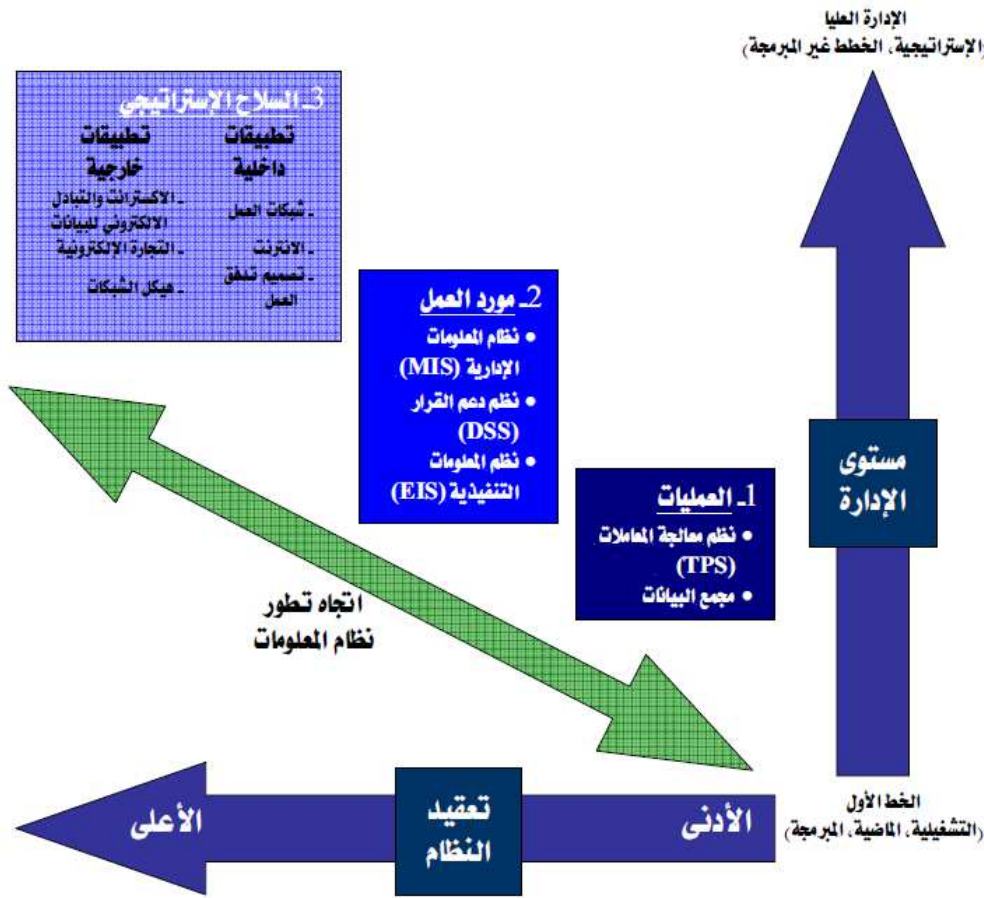 الإدارة العليا
(الإستراتيجية، الخطط غير المبرمجة)
3ـ السلاح الإستراتيجي
تطبيقات
داخلية
ـ شبكات العمل
ـ الانترنت
ـ تصميم تدفق
العمل
تطبيقات
خارجية
ـ الاكسترانت والتبادل
الالكتروني للبيانات
ـ التجارة الإلكترونية
ـ هيكل الشبكات
2ـ مورد العمل
• نظام المعلومات
الإدارية (MIS)
• نظم دعم القرار
(DSS)
• نظم المعلومات
التنفيذية (EIS)
1ـ العمليات
• نظم معالجة المعاملات
(TPS)
• مجمع البيانات
مستوى
الإدارة
اتجاه تطور
نظام المعلومات
الخط الأول
(التشغيلية، الماضية، المبرمجة)
الأدنى
تعقيد
النظام
الأعلى